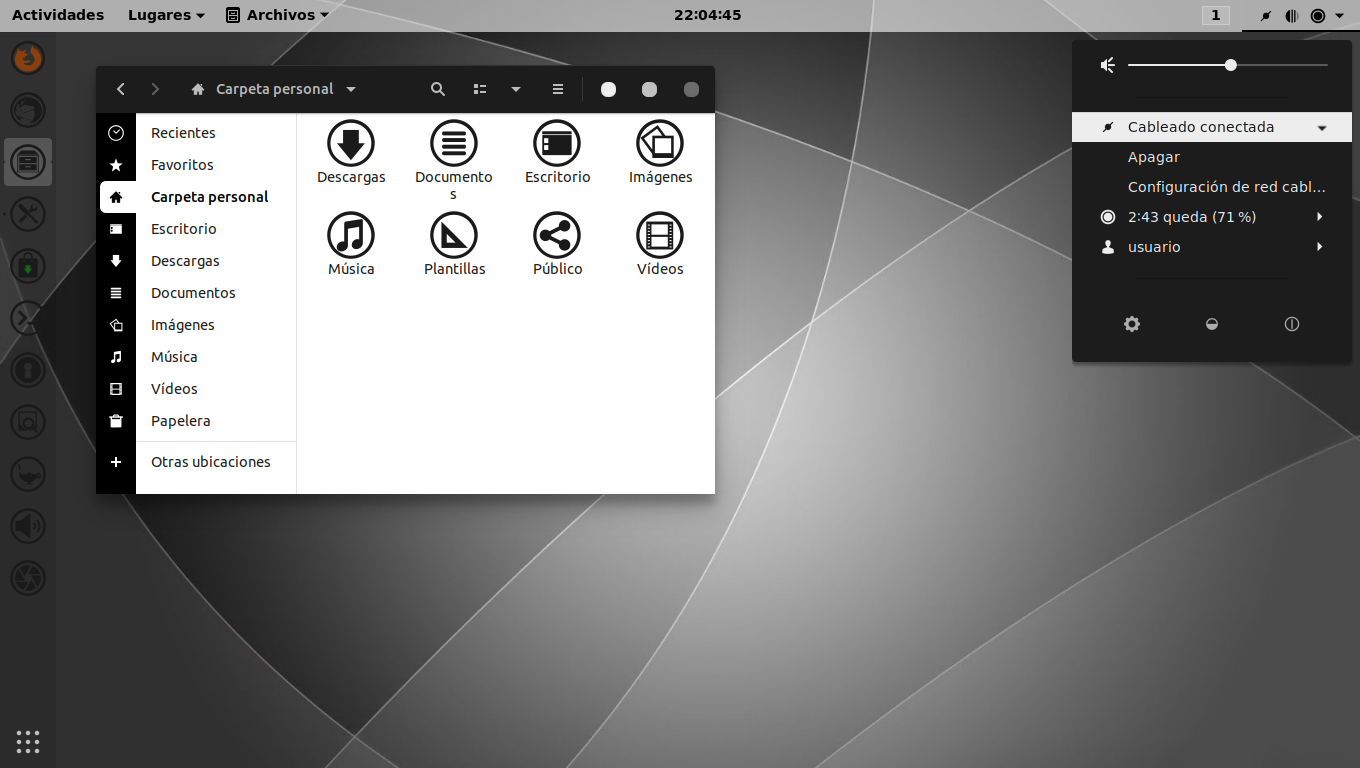 Actividades Lugares Archivos 22:04:45 1
Carpeta personal
Recientes
Favoritos
Carpeta personal
Escritorio
Descargas
Documentos
Imágenes
Música
Vídeos
Papelera
Otras ubicaciones
Descargas Documento Escritorio Imágenes
s
Música Plantillas Público Vídeos
Cableado conectada
Apagar
Configuración de red cabl...
2:43 queda (71 %)
usuario